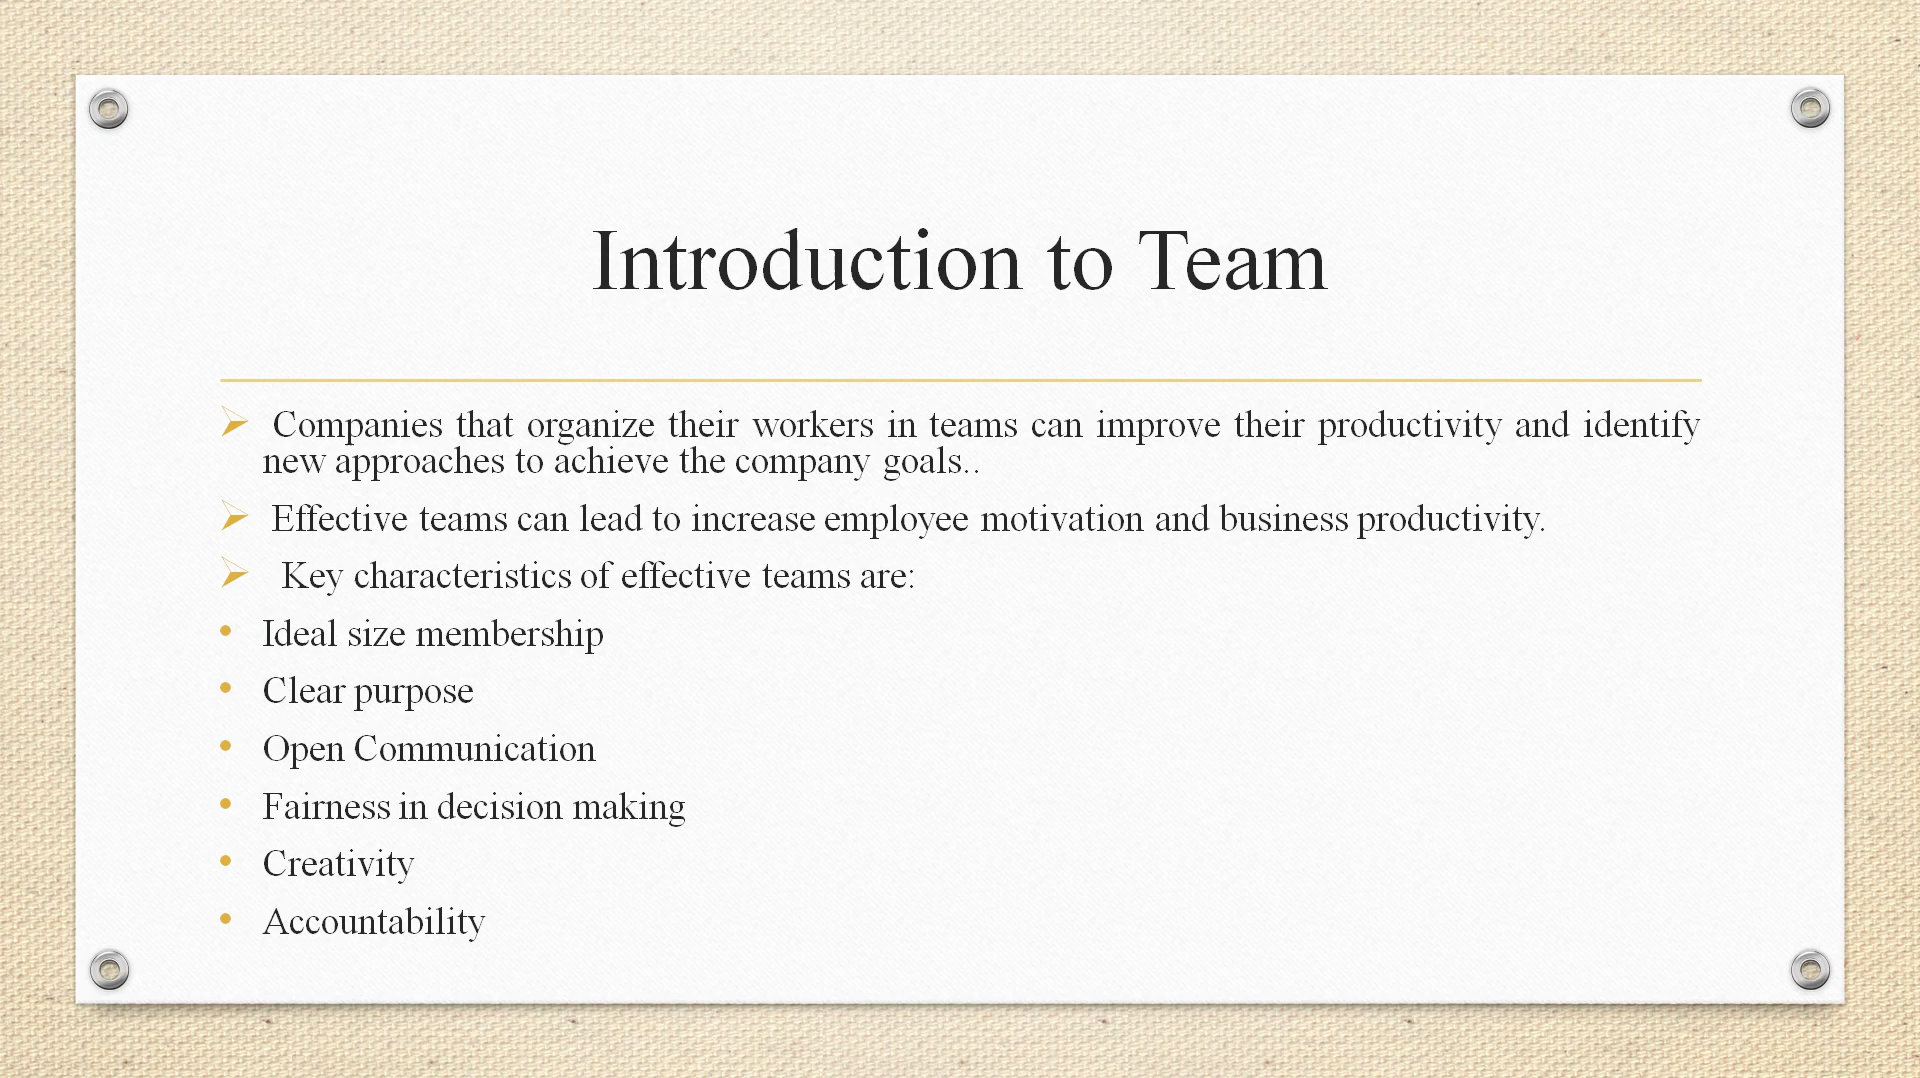 Introduction to Team
Companies that organize their workers in teams can improve their productivity and identify
new approaches to achieve the company goals..
Effective teams can lead to increase employee motivation and business productivity.
Key characteristics of effective teams are:
Ideal size membership
Clear purpose
Open Communication
Fairness in decision making
Creativity
Accountability